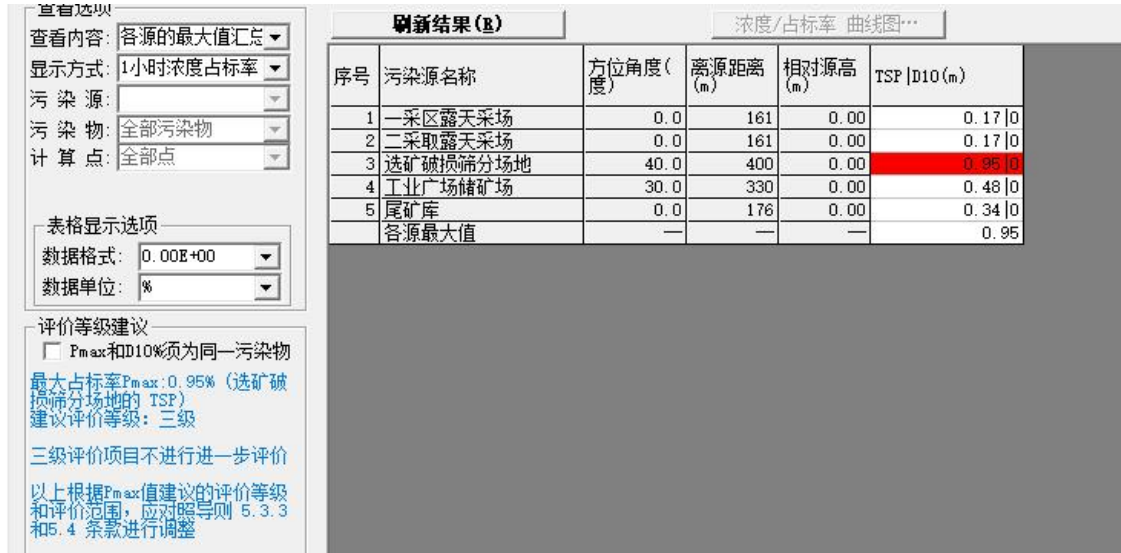 查看选项
查看内容: 各源的最大值汇总
显示方式: 1小时浓度占标率
污 染 源:
污 染 物: 全部污染物
计 算 点: 全部点
表格显示选项
数据格式: 0.00E+00
数据单位: %
评价等级建议
Pmax和D10%须为同一污染物
最大占标率Pmax:0.95% (选矿破
损筛分场地的 TSP)
建议评价等级: 三级
三级评价项目不进行进一步评价
以上根据Pmax值建议的评价等级
和评价范围,应对照导则 5.3.3
和5.4 条款进行调整
刷新结果(R) 浓度/占标率 曲线图…
序号 污染源名称 方位角度(度) 离源距离(m) 相对源高(m) TSP|D10(m)
1 一采区露天采场 0.0 161 0.00 0.17|0
2 二采取露天采场 0.0 161 0.00 0.17|0
3 选矿破损筛分场地 40.0 400 0.00 0.95|0
4 工业广场储矿场 30.0 330 0.00 0.48|0
5 尾矿库 0.0 176 0.00 0.34|0
各源最大值 — — — 0.95